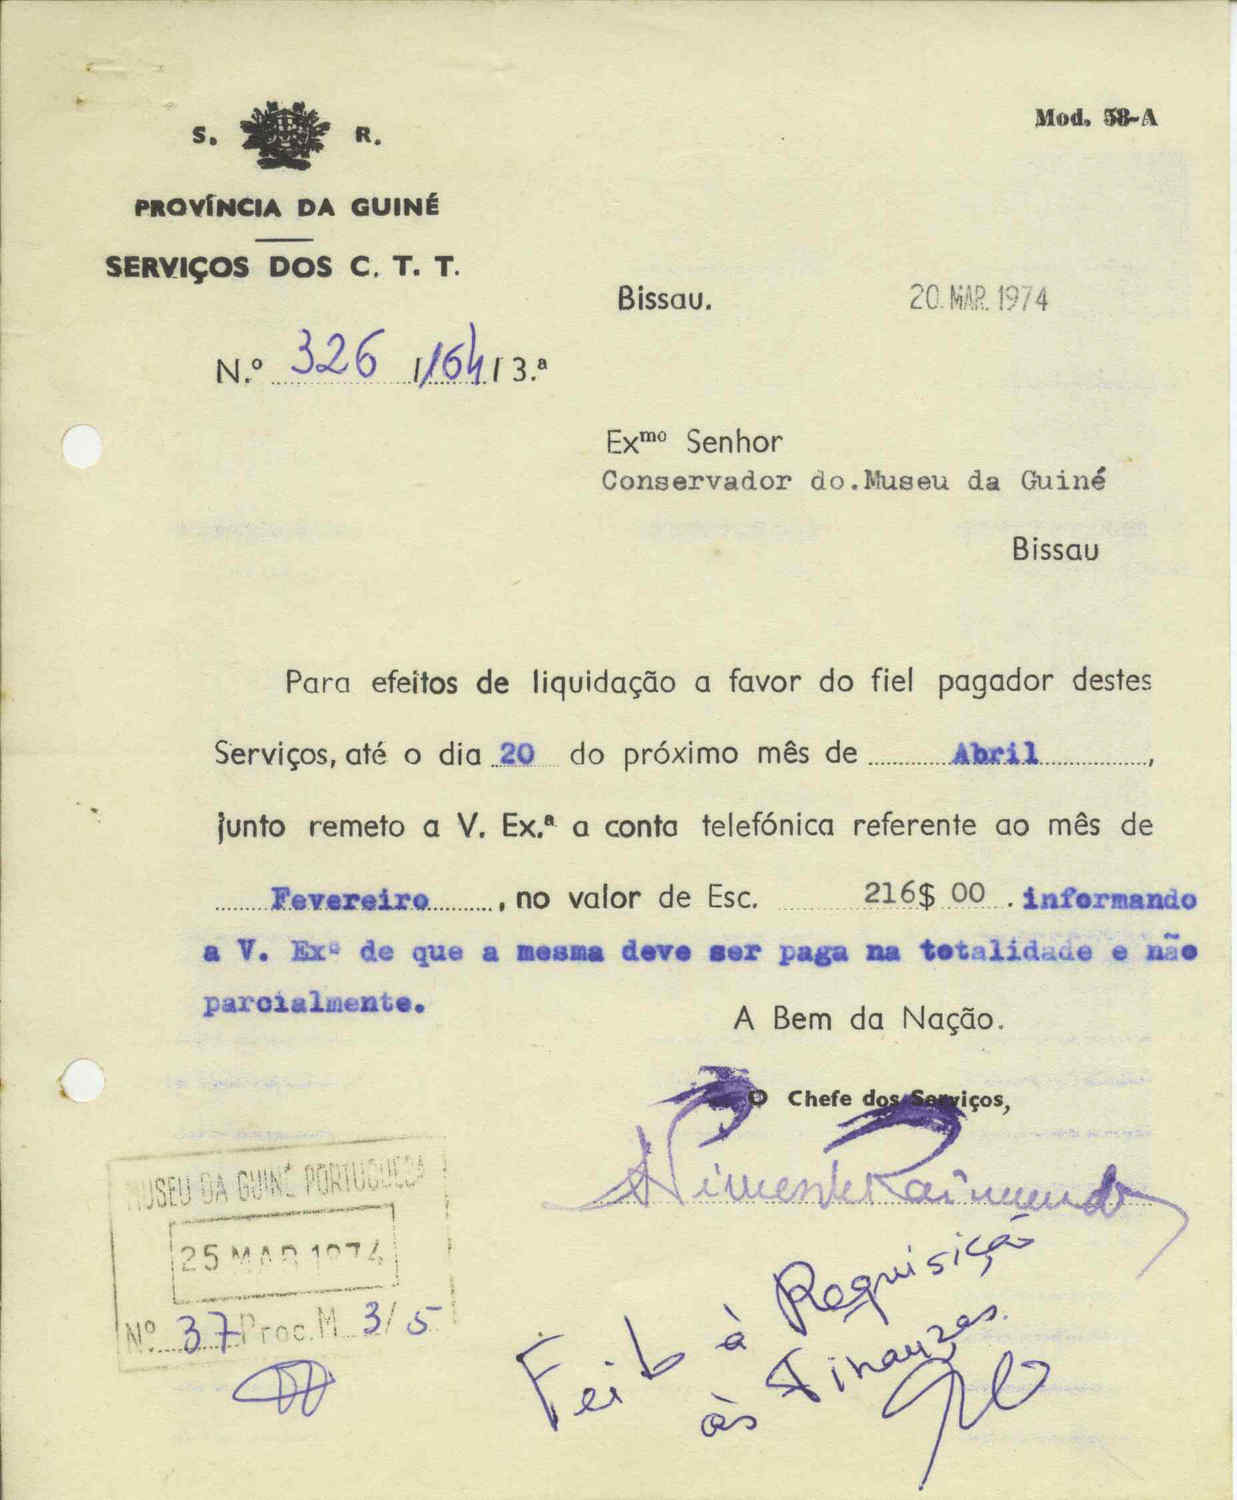 S. R.
Mod. 58-A
PROVÍNCIA DA GUINÉ
SERVIÇOS DOS C. T. T.
Bissau. 20. MAR. 1974
N.º 326 / 164 / 3.ª
Exmo Senhor
Conservador do.Museu da Guiné
Bissau
Para efeitos de liquidação a favor do fiel pagador destes
Serviços, até o dia 20 do próximo mês de Abril,
junto remeto a V. Ex.ª a conta telefónica referente ao mês de
Fevereiro, no valor de Esc. 216$ 00. informando
a V. Exª de que a mesma deve ser paga na totalidade e não
parcialmente.
A Bem da Nação.
O Chefe dos Serviços,
Pimentel Raimundo
MUSEU DA GUINÉ PORTUGUESA
25 MAR 1974
Nº 37 Proc. M 3/5
Feito à Requisição
às Finanças.